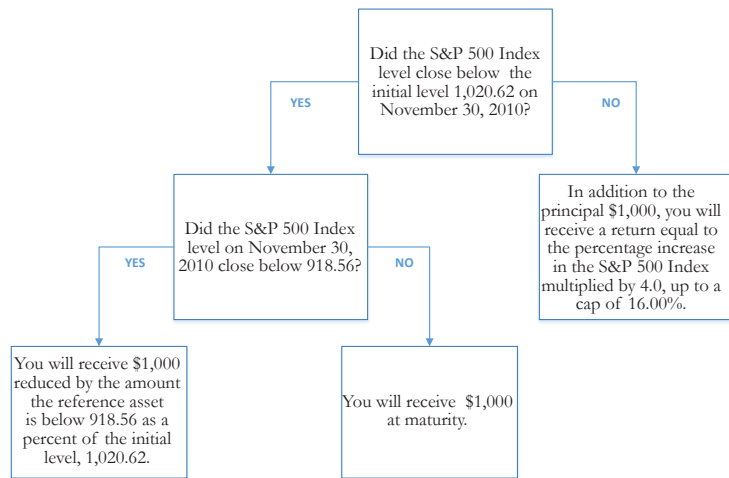 Did the S&P 500 Index
level close below the
initial level 1,020.62 on
November 30, 2010?
YES
NO
Did the S&P 500 Index
level on November 30,
2010 close below 918.56?
In addition to the
principal $1,000, you will
receive a return equal to
the percentage increase
in the S&P 500 Index
multiplied by 4.0, up to a
cap of 16.00%.
YES
NO
You will receive $1,000
reduced by the amount
the reference asset
is below 918.56 as a
percent of the initial
level, 1,020.62.
You will receive $1,000
at maturity.